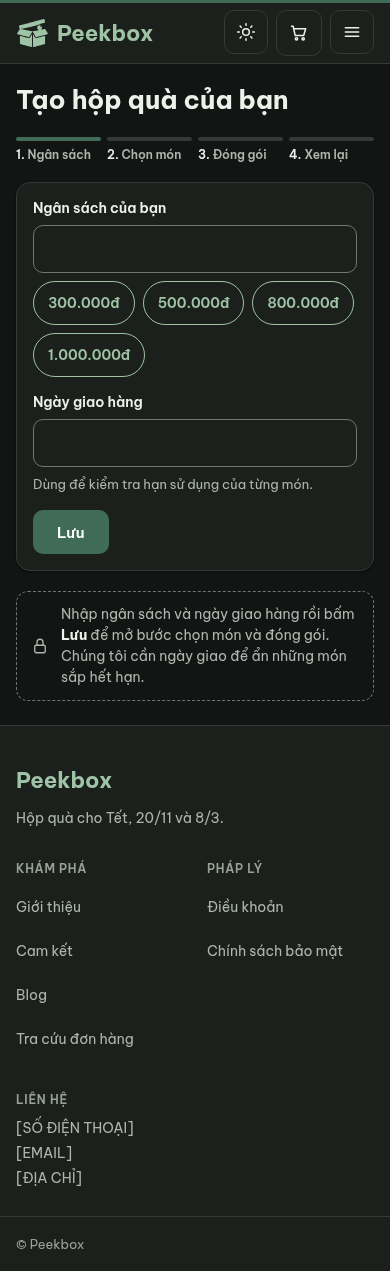 Peekbox
Tạo hộp quà của bạn
1. Ngân sách
2. Chọn món
3. Đóng gói
4. Xem lại
Ngân sách của bạn
300.000đ
500.000đ
800.000đ
1.000.000đ
Ngày giao hàng
Dùng để kiểm tra hạn sử dụng của từng món.
Lưu
Nhập ngân sách và ngày giao hàng rồi bấm
Lưu để mở bước chọn món và đóng gói.
Chúng tôi cần ngày giao để ẩn những món
sắp hết hạn.
Peekbox
Hộp quà cho Tết, 20/11 và 8/3.
KHÁM PHÁ
Giới thiệu
Cam kết
Blog
Tra cứu đơn hàng
PHÁP LÝ
Điều khoản
Chính sách bảo mật
LIÊN HỆ
[SỐ ĐIỆN THOẠI]
[EMAIL]
[ĐỊA CHỈ]
© Peekbox